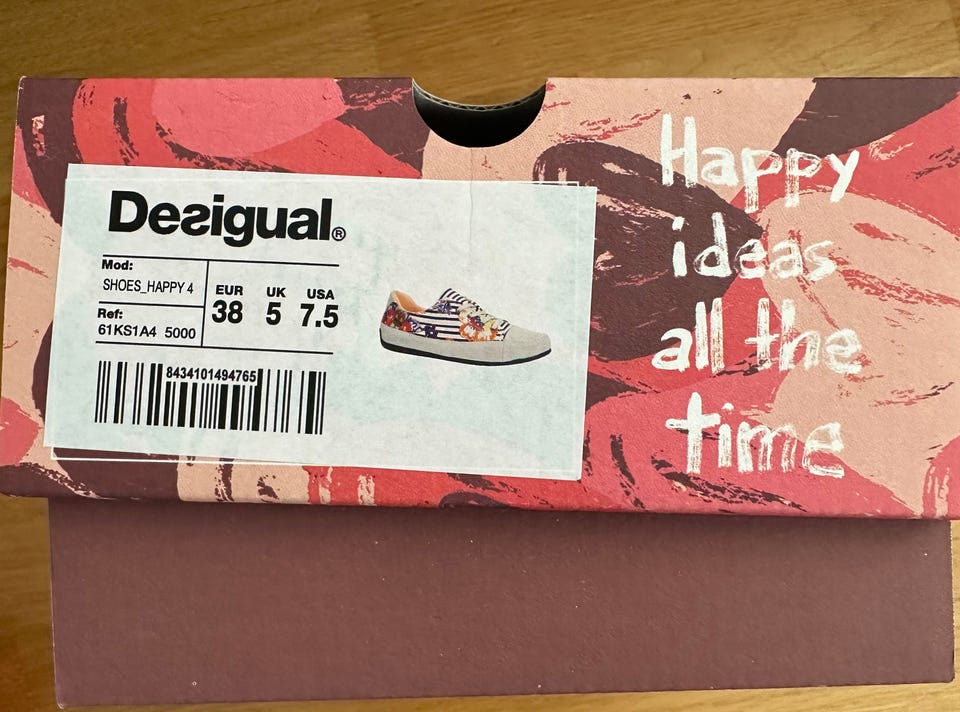 Desigual®
Mod:
SHOES_HAPPY 4
Ref:
61KS1A4 5000
EUR UK USA
38 5 7.5
8434101494765
Happy
ideas
all the
time